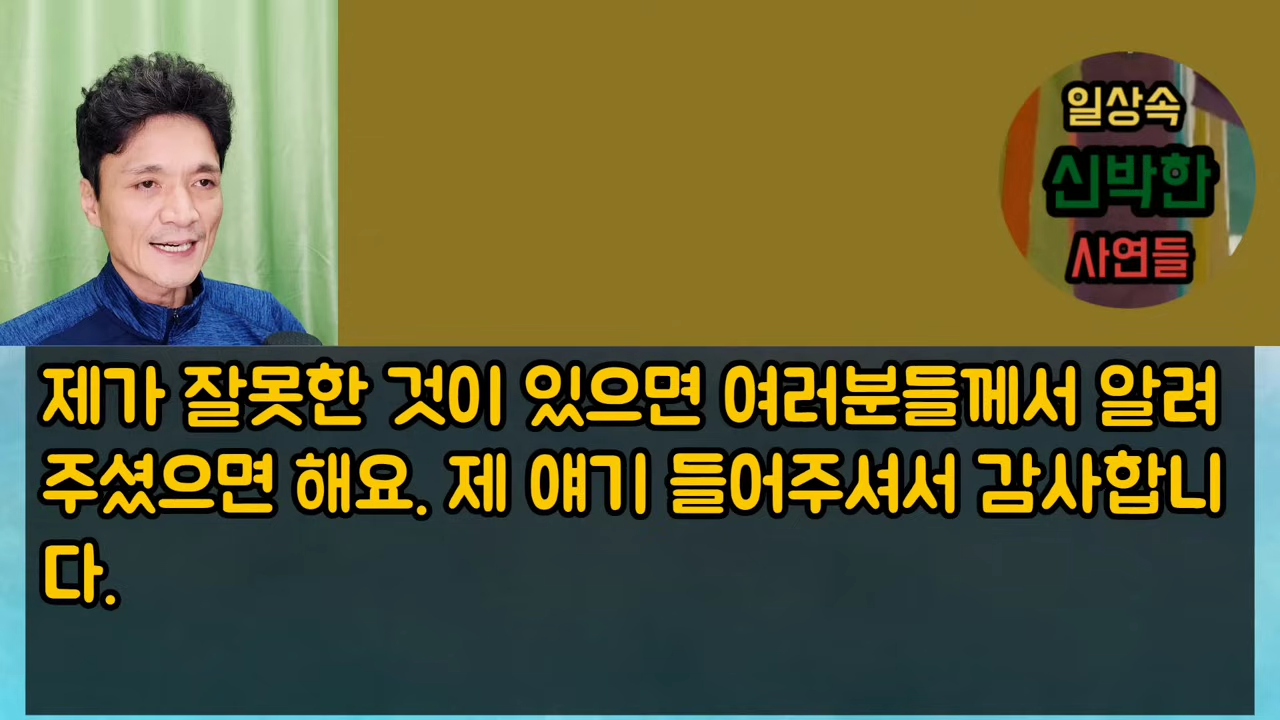 일상속
신박한
사연들
제가 잘못한 것이 있으면 여러분들께서 알려
주셨으면 해요. 제 얘기 들어주셔서 감사합니
다.